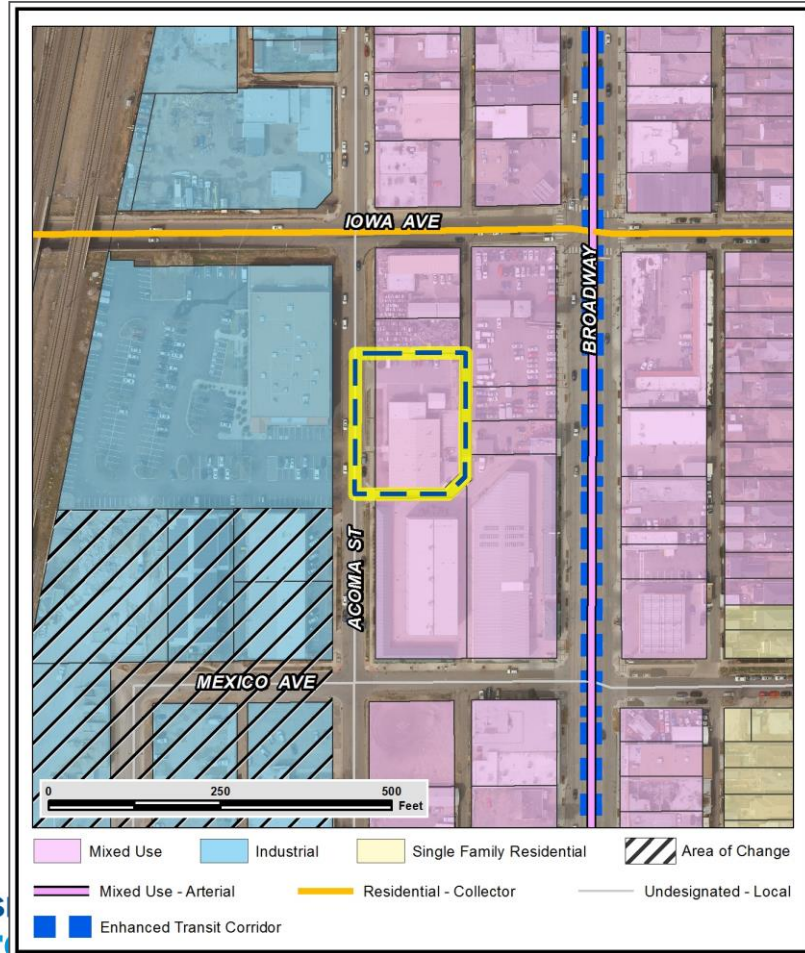 IOWA AVE
BROADWAY
ACOMA ST
MEXICO AVE
0 250 500
Feet
Mixed Use Industrial Single Family Residential Area of Change
Mixed Use - Arterial Residential - Collector Undesignated - Local
Enhanced Transit Corridor